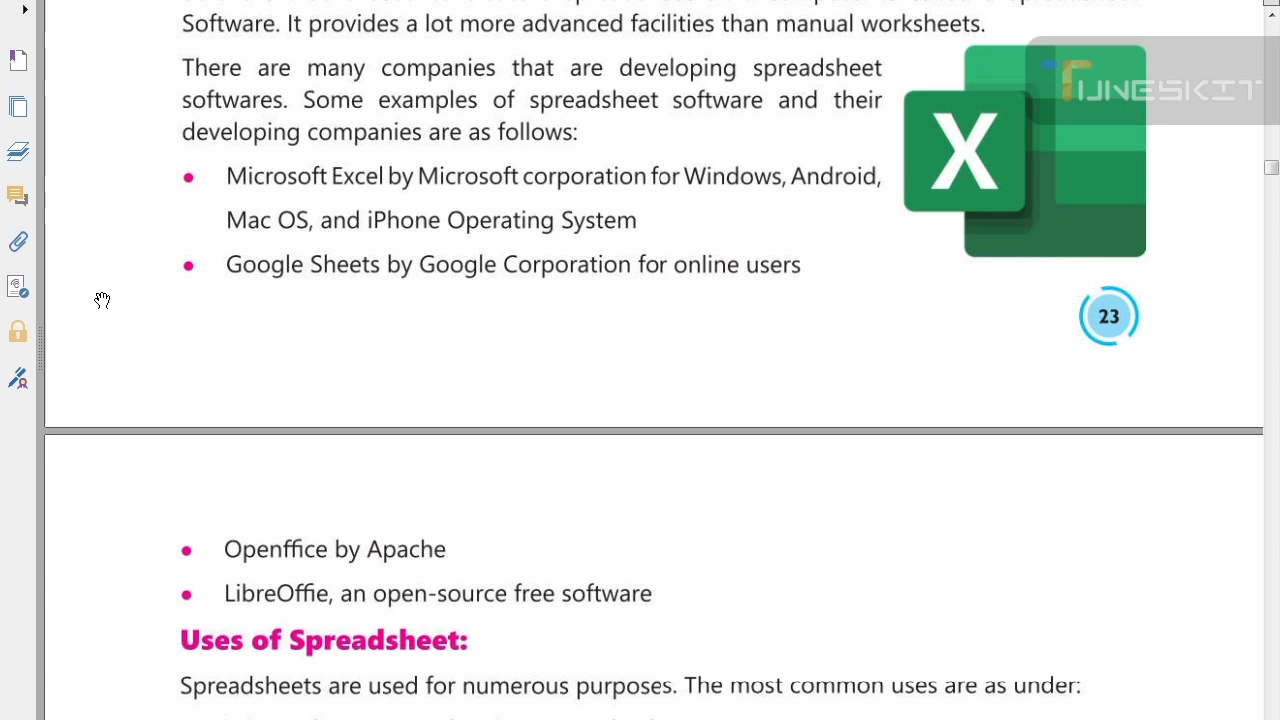 Software. It provides a lot more advanced facilities than manual worksheets.
There are many companies that are developing spreadsheet
softwares. Some examples of spreadsheet software and their
developing companies are as follows:
• Microsoft Excel by Microsoft corporation for Windows, Android,
Mac OS, and iPhone Operating System
• Google Sheets by Google Corporation for online users
X
TUNESKIT
23
• Openffice by Apache
• LibreOffie, an open-source free software
Uses of Spreadsheet:
Spreadsheets are used for numerous purposes. The most common uses are as under: